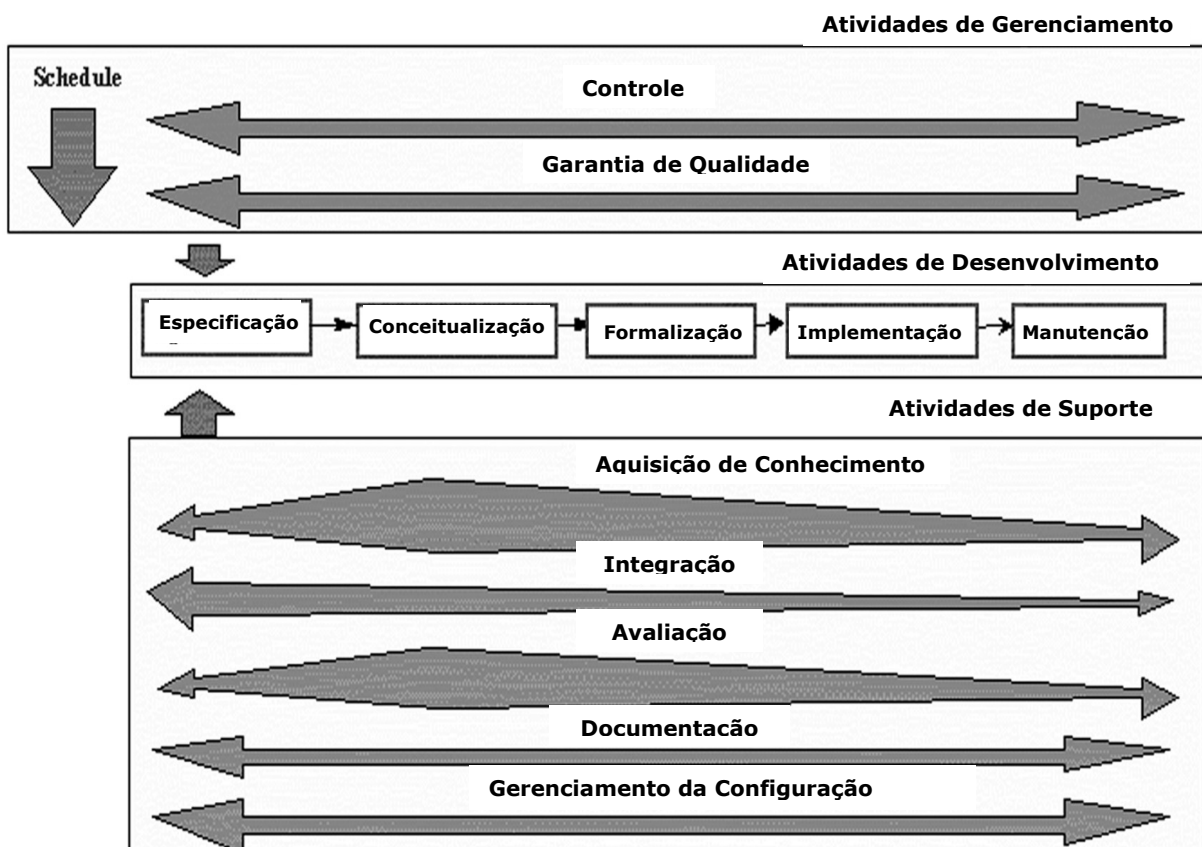 Atividades de Gerenciamento
Schedule
Controle
Garantia de Qualidade
Atividades de Desenvolvimento
Especificação
Conceitualização
Formalização
Implementação
Manutencão
Atividades de Suporte
Aquisição de Conhecimento
Integração
Avaliação
Documentacão
Gerenciamento da Configuração